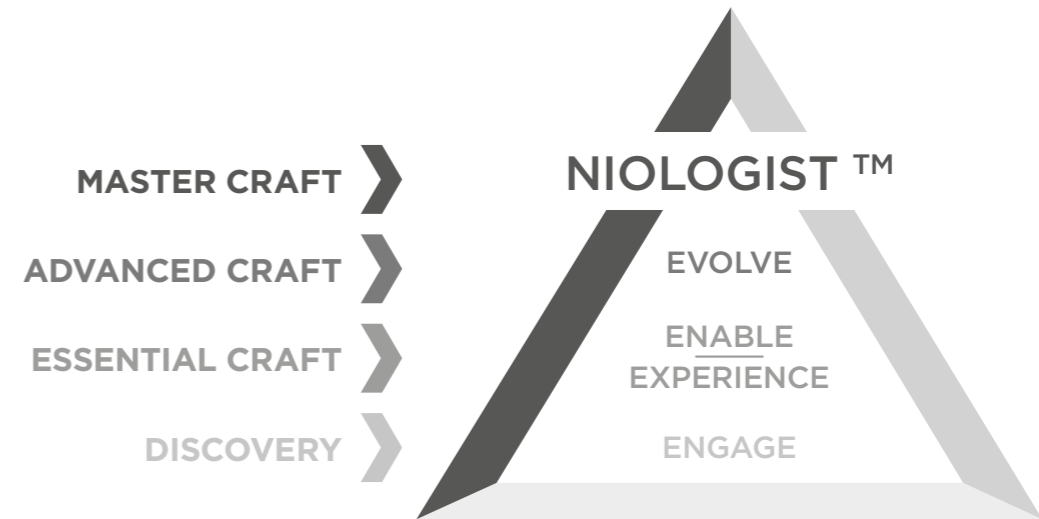 MASTER CRAFT
NIOLOGIST ™
ADVANCED CRAFT
EVOLVE
ESSENTIAL CRAFT
ENABLE
EXPERIENCE
DISCOVERY
ENGAGE